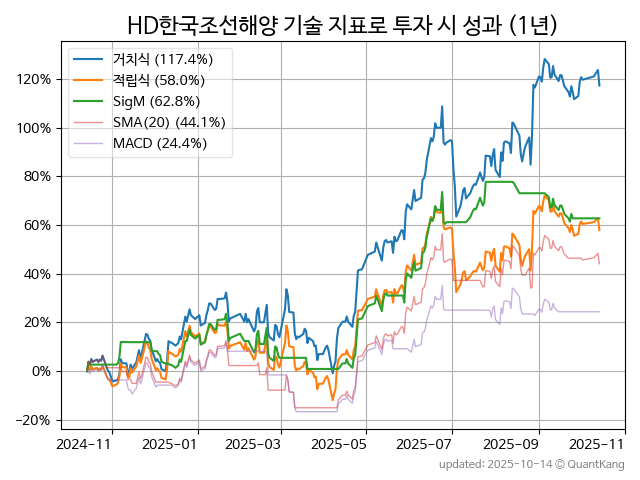 HD한국조선해양 기술 지표로 투자 시 성과 (1년)
거치식 (117.4%)
적립식 (58.0%)
SigM (62.8%)
SMA(20) (44.1%)
MACD (24.4%)
120%
100%
80%
60%
40%
20%
0%
−20%
2024-11 2025-01 2025-03 2025-05 2025-07 2025-09 2025-11
updated: 2025-10-14 © QuantKang